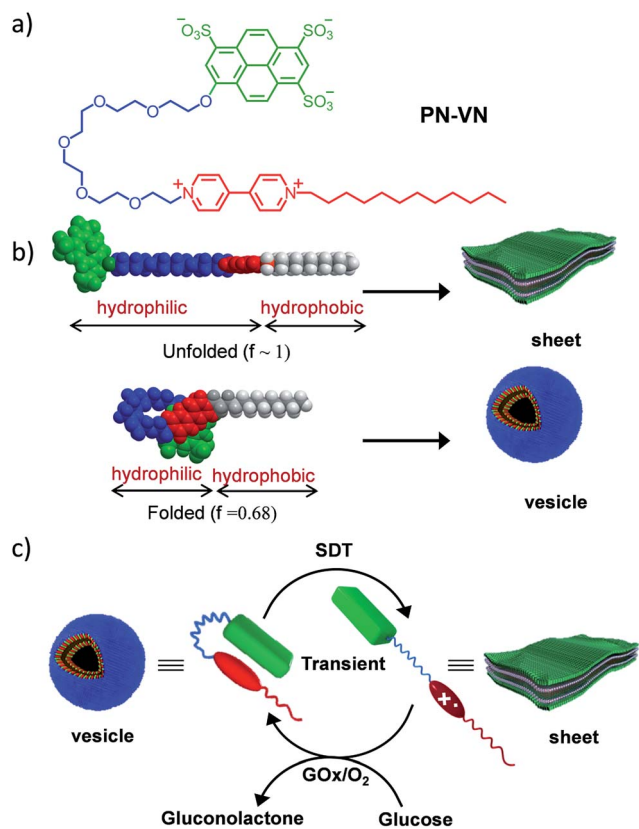 a)
−
SO₃
−
O₃S
SO₃
−
O
O
O
O
O
O
PN-VN
+
N
+
N
b)
hydrophilic
hydrophobic
Unfolded (f ~ 1)
sheet
hydrophilic
hydrophobic
Folded (f =0.68)
vesicle
c)
SDT
Transient
+
vesicle
sheet
GOx/O₂
Gluconolactone
Glucose